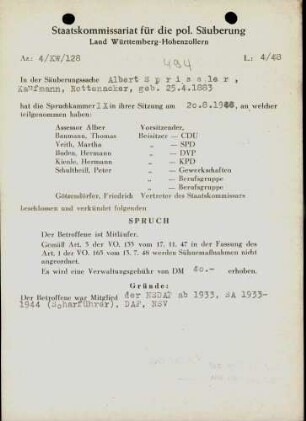 Staatskommissariat für die pol. Säuberung
Land Württemberg-Hohenzollern
Az: 4/KW/128
L: 4/48
494
In der Säuberungssache Albert Sprissler,
Kaufmann, Rottenacker, geb. 25.4.1883
hat die Spruchkammer IX in ihrer Sitzung am 20.8.1948, an welcher
teilgenommen haben:
Assessor Alber Vorsitzender,
Baumann, Thomas Beisitzer — CDU
Veith, Martha „ — SPD
Buden, Hermann „ — DVP
Kienle, Hermann „ — KPD
Schultheiß, Peter „ — Gewerkschaften
„ — Berufsgruppe
„ — Berufsgruppe
Götzendörfer, Friedrich Vertreter des Staatskommissars
beschlossen und verkündet folgenden
SPRUCH
Der Betroffene ist Mitläufer.
Gemäß Art. 3 der VO. 133 vom 17. 11. 47 in der Fassung des
Art. 1 der VO. 165 vom 13. 7. 48 werden Sühnemaßnahmen nicht
angeordnet.
Es wird eine Verwaltungsgebühr von DM 40.- erhoben.
Gründe:
Der Betroffene war Mitglied der NSDAP ab 1933, SA 1933-
1944 (Scharführer), DAF, NSV